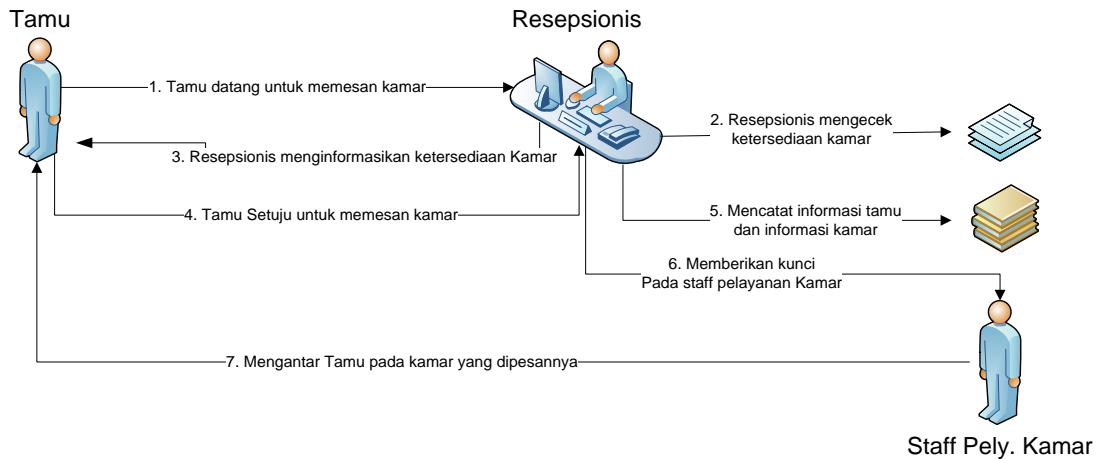 Tamu
Resepsionis
1. Tamu datang untuk memesan kamar
2. Resepsionis mengecek
ketersediaan kamar
3. Resepsionis menginformasikan ketersediaan Kamar
4. Tamu Setuju untuk memesan kamar
5. Mencatat informasi tamu
dan informasi kamar
6. Memberikan kunci
Pada staff pelayanan Kamar
7. Mengantar Tamu pada kamar yang dipesannya
Staff Pely. Kamar